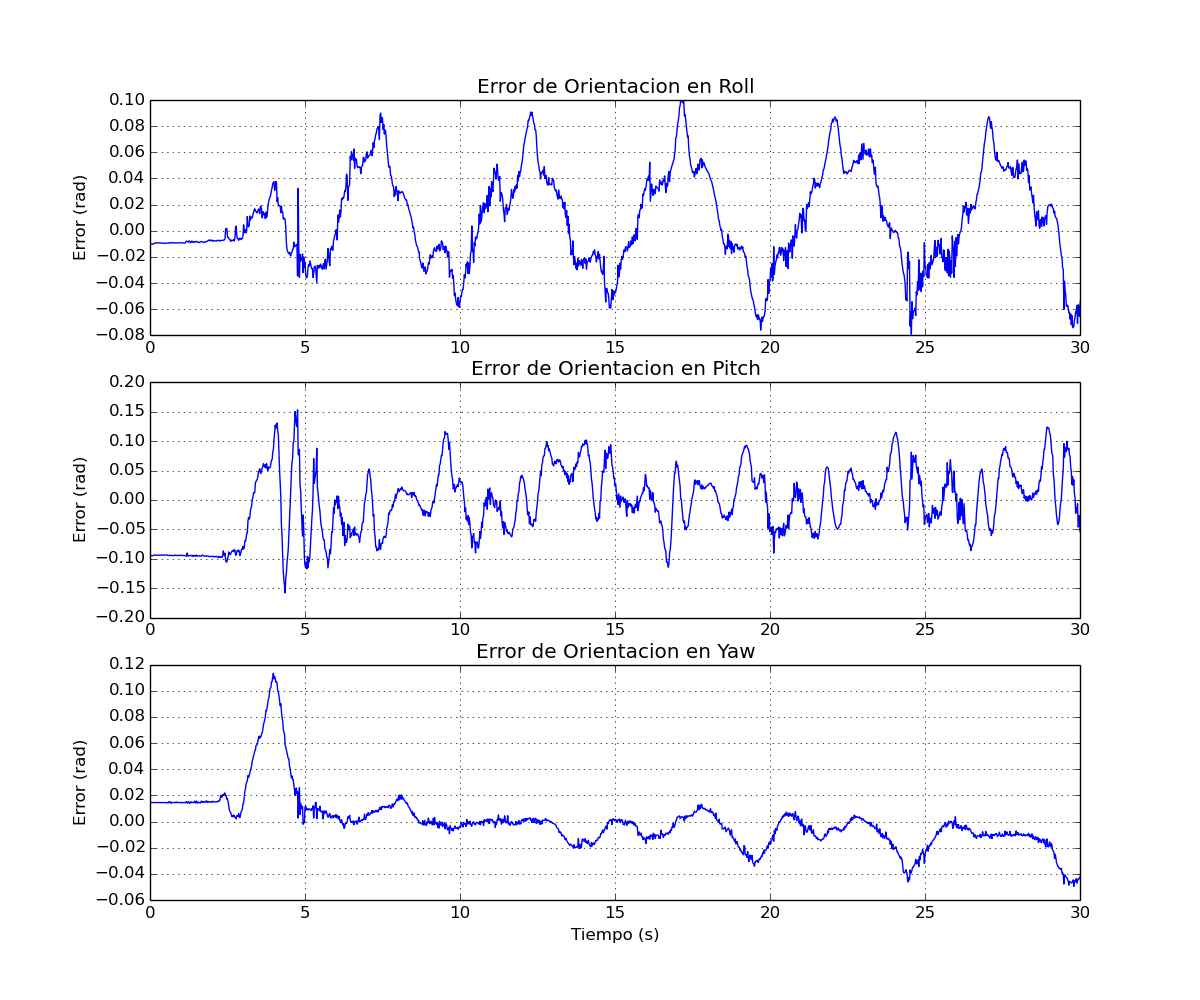 Error de Orientacion en Roll
0.10
0.08
0.06
0.04
0.02
0.00
−0.02
−0.04
−0.06
−0.08
Error (rad)
0 5 10 15 20 25 30
Error de Orientacion en Pitch
0.20
0.15
0.10
0.05
0.00
−0.05
−0.10
−0.15
−0.20
Error (rad)
0 5 10 15 20 25 30
Error de Orientacion en Yaw
0.12
0.10
0.08
0.06
0.04
0.02
0.00
−0.02
−0.04
−0.06
Error (rad)
0 5 10 15 20 25 30
Tiempo (s)